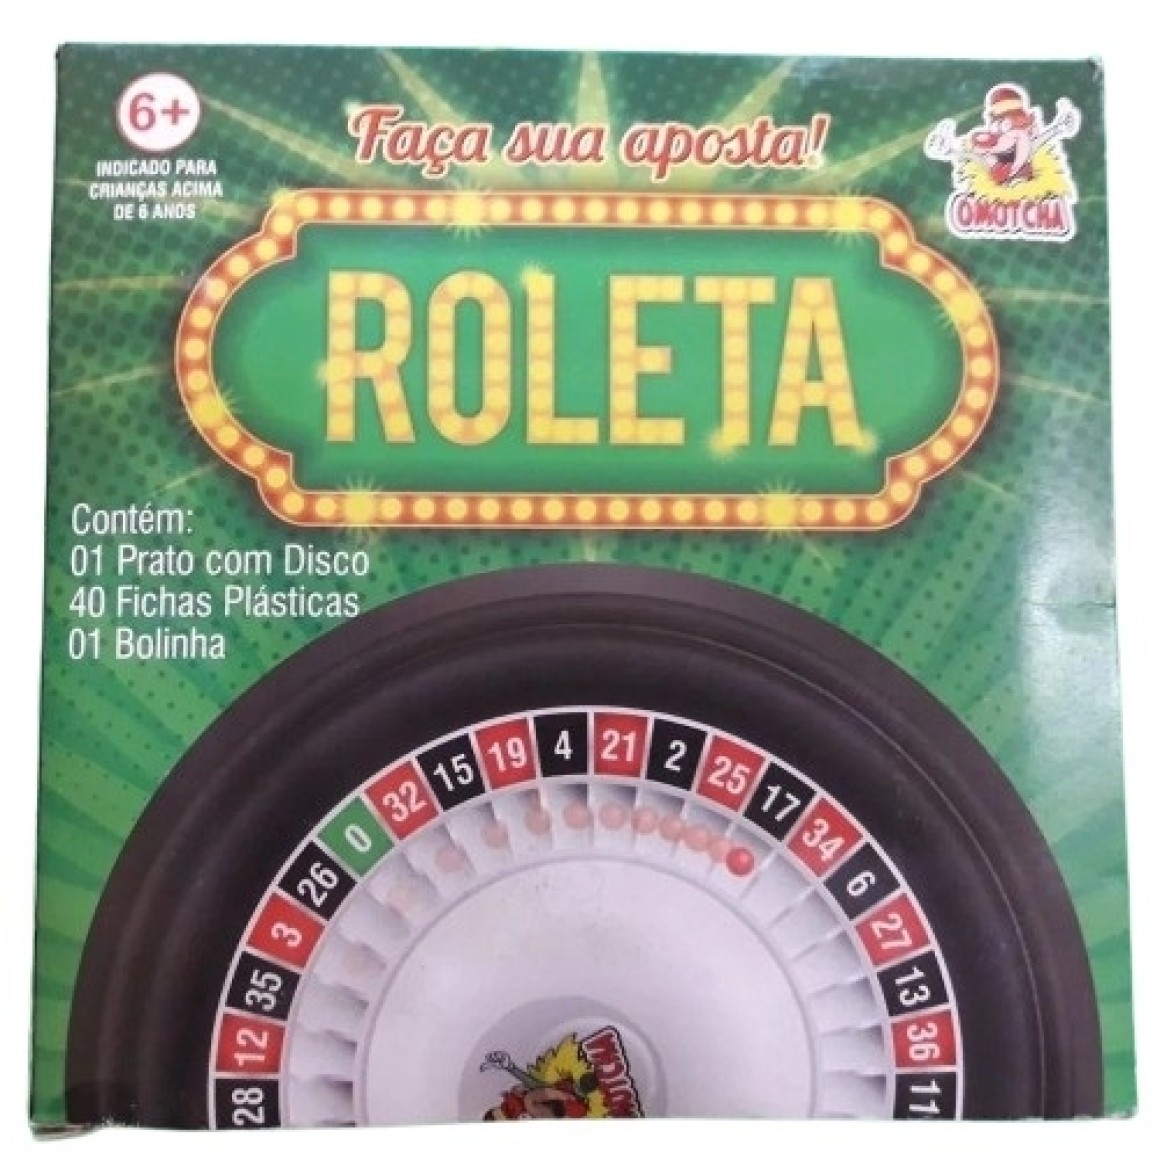 6+
INDICADO PARA
CRIANÇAS ACIMA
DE 6 ANOS
Faça sua aposta!
OMOTCHA
ROLETA
Contém:
01 Prato com Disco
40 Fichas Plásticas
01 Bolinha
28 12 35 3 26 0 32 15 19 4 21 2 25 17 34 6 27 13 36 11
OMOTCHA